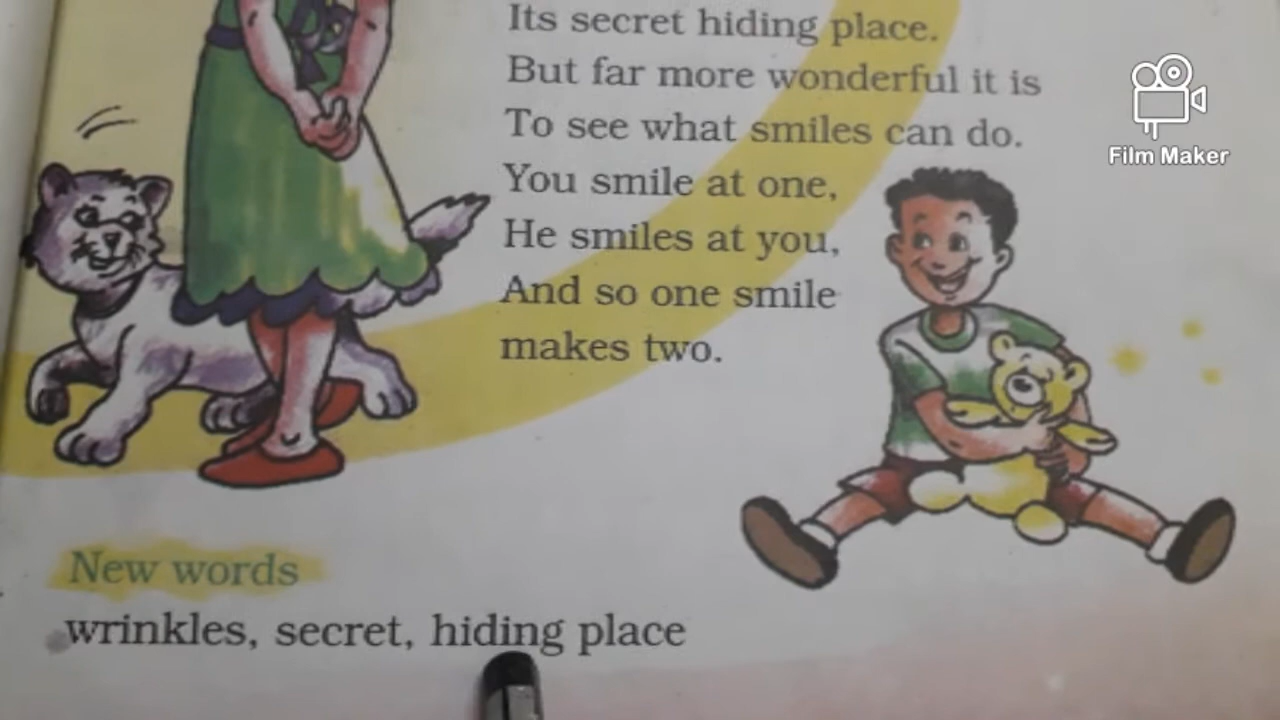 Its secret hiding place.
But far more wonderful it is
To see what smiles can do.
You smile at one,
He smiles at you,
And so one smile
makes two.
Film Maker
New words
wrinkles, secret, hiding place